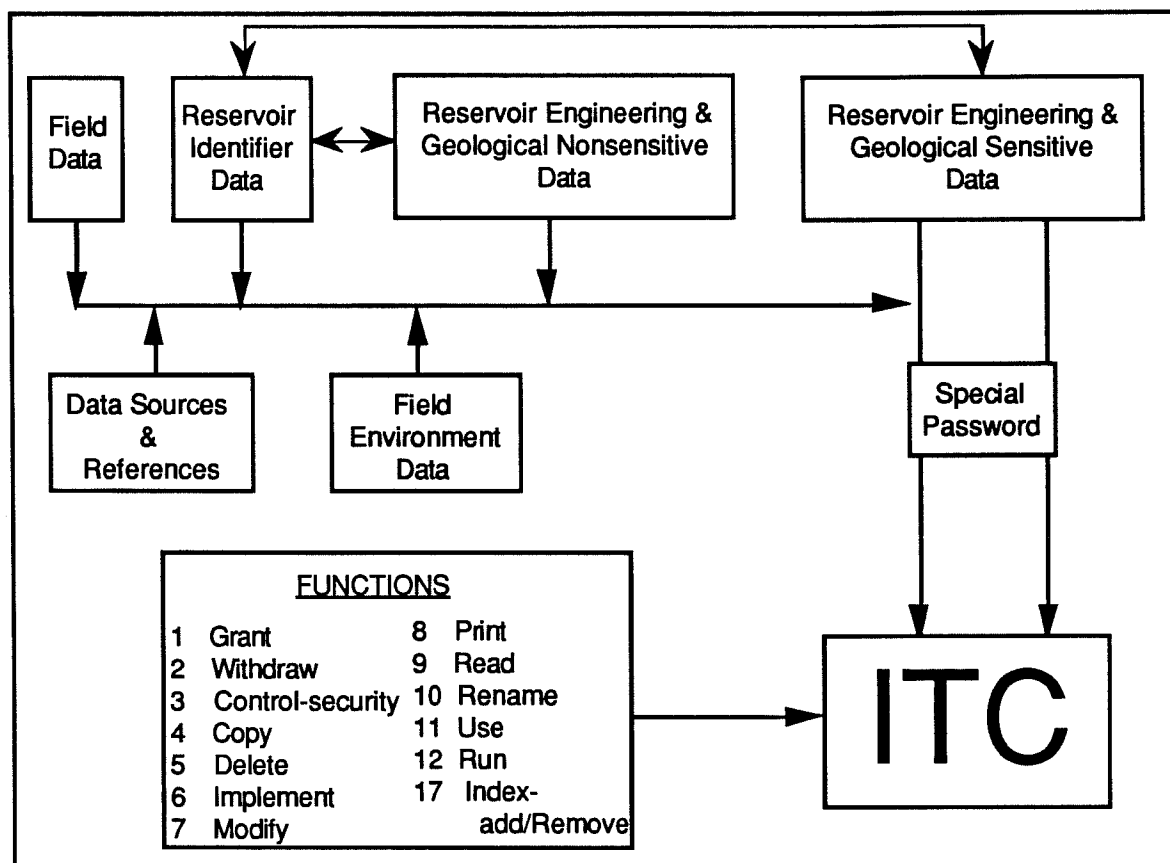 Field
Data
Reservoir
Identifier
Data
Reservoir Engineering &
Geological Nonsensitive
Data
Reservoir Engineering &
Geological Sensitive
Data
Data Sources
&
References
Field
Environment
Data
Special
Password
FUNCTIONS
1 Grant
2 Withdraw
3 Control-security
4 Copy
5 Delete
6 Implement
7 Modify
8 Print
9 Read
10 Rename
11 Use
12 Run
17 Index-
add/Remove
ITC